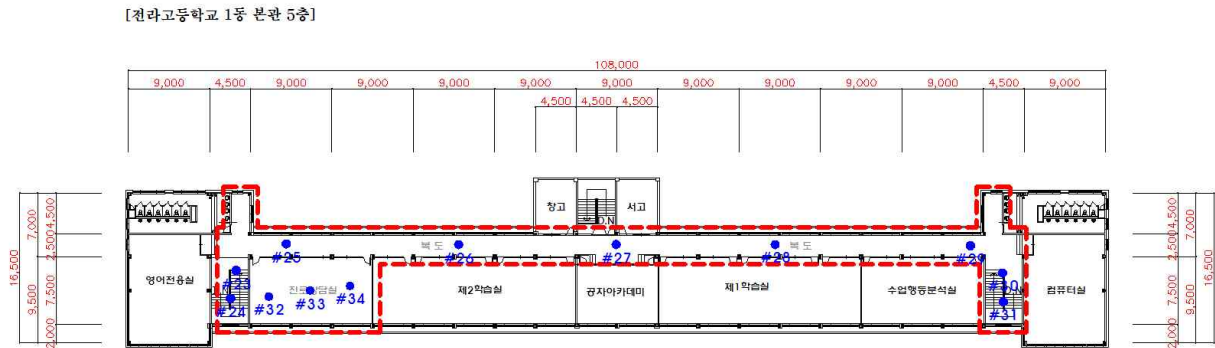 [전라고등학교 1동 본관 5층]
108,000
9,000 4,500 9,000 9,000 9,000 9,000 9,000 9,000 9,000 9,000 4,500 9,000
4,500 4,500 4,500
창고 D.N 서고
16,500 7,000 9,500 4,500 2,500 7,500 2,000
4,500 2,500 7,500 2,000 7,000 9,500 16,500
복도 복도
#25 #26 #27 #28 #29
영어전용실 제2학습실 공자아카데미 제1학습실 수업행동분석실 컴퓨터실
#23 #24 #32 #33 #34 #30 #31